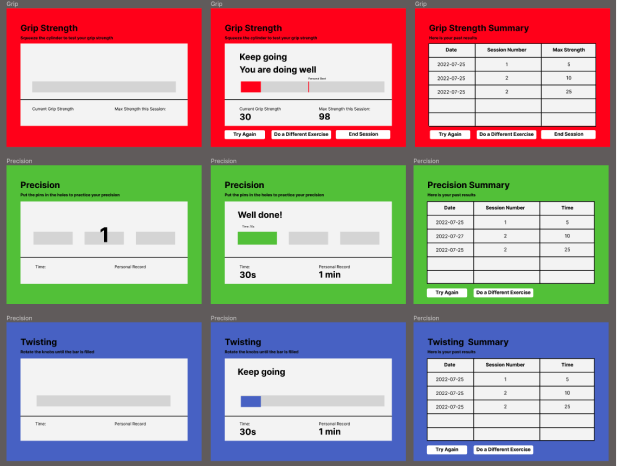 Grip
Grip Strength
Squeeze the cylinder to test your grip strength
Current Grip Strength
Max Strength this Session:
Grip
Grip Strength
Squeeze the cylinder to test your grip strength
Keep going
You are doing well
Personal Best
Current Grip Strength
Max Strength this Session:
30
98
Try Again
Do a Different Exercise
End Session
Grip
Grip Strength Summary
Here is your past results
Date
Session Number
Max Strength
2022-07-25
1
5
2022-07-25
2
10
2022-07-25
2
25
Try Again
Do a Different Exercise
End Session
Precision
Precision
Put the pins in the holes to practise your precision
1
Time:
Personal Record
Precision
Precision
Put the pins in the holes to practise your precision
Well done!
Time:
Personal Record
30s
1 min
Percision
Precision Summary
Here is your past results
Date
Session Number
Time
2022-07-25
1
5
2022-07-27
2
10
2022-07-25
2
25
Try Again
Do a Different Exercise
Precision
Twisting
Rotate the knobs until the bar is filled
Time:
Personal Record
Precision
Twisting
Rotate the knobs until the bar is filled
Keep going
Time:
Personal Record
30s
1 min
Percision
Twisting Summary
Here is your past results
Date
Session Number
Time
2022-07-25
1
5
2022-07-25
2
10
2022-07-25
2
25
Try Again
Do a Different Exercise